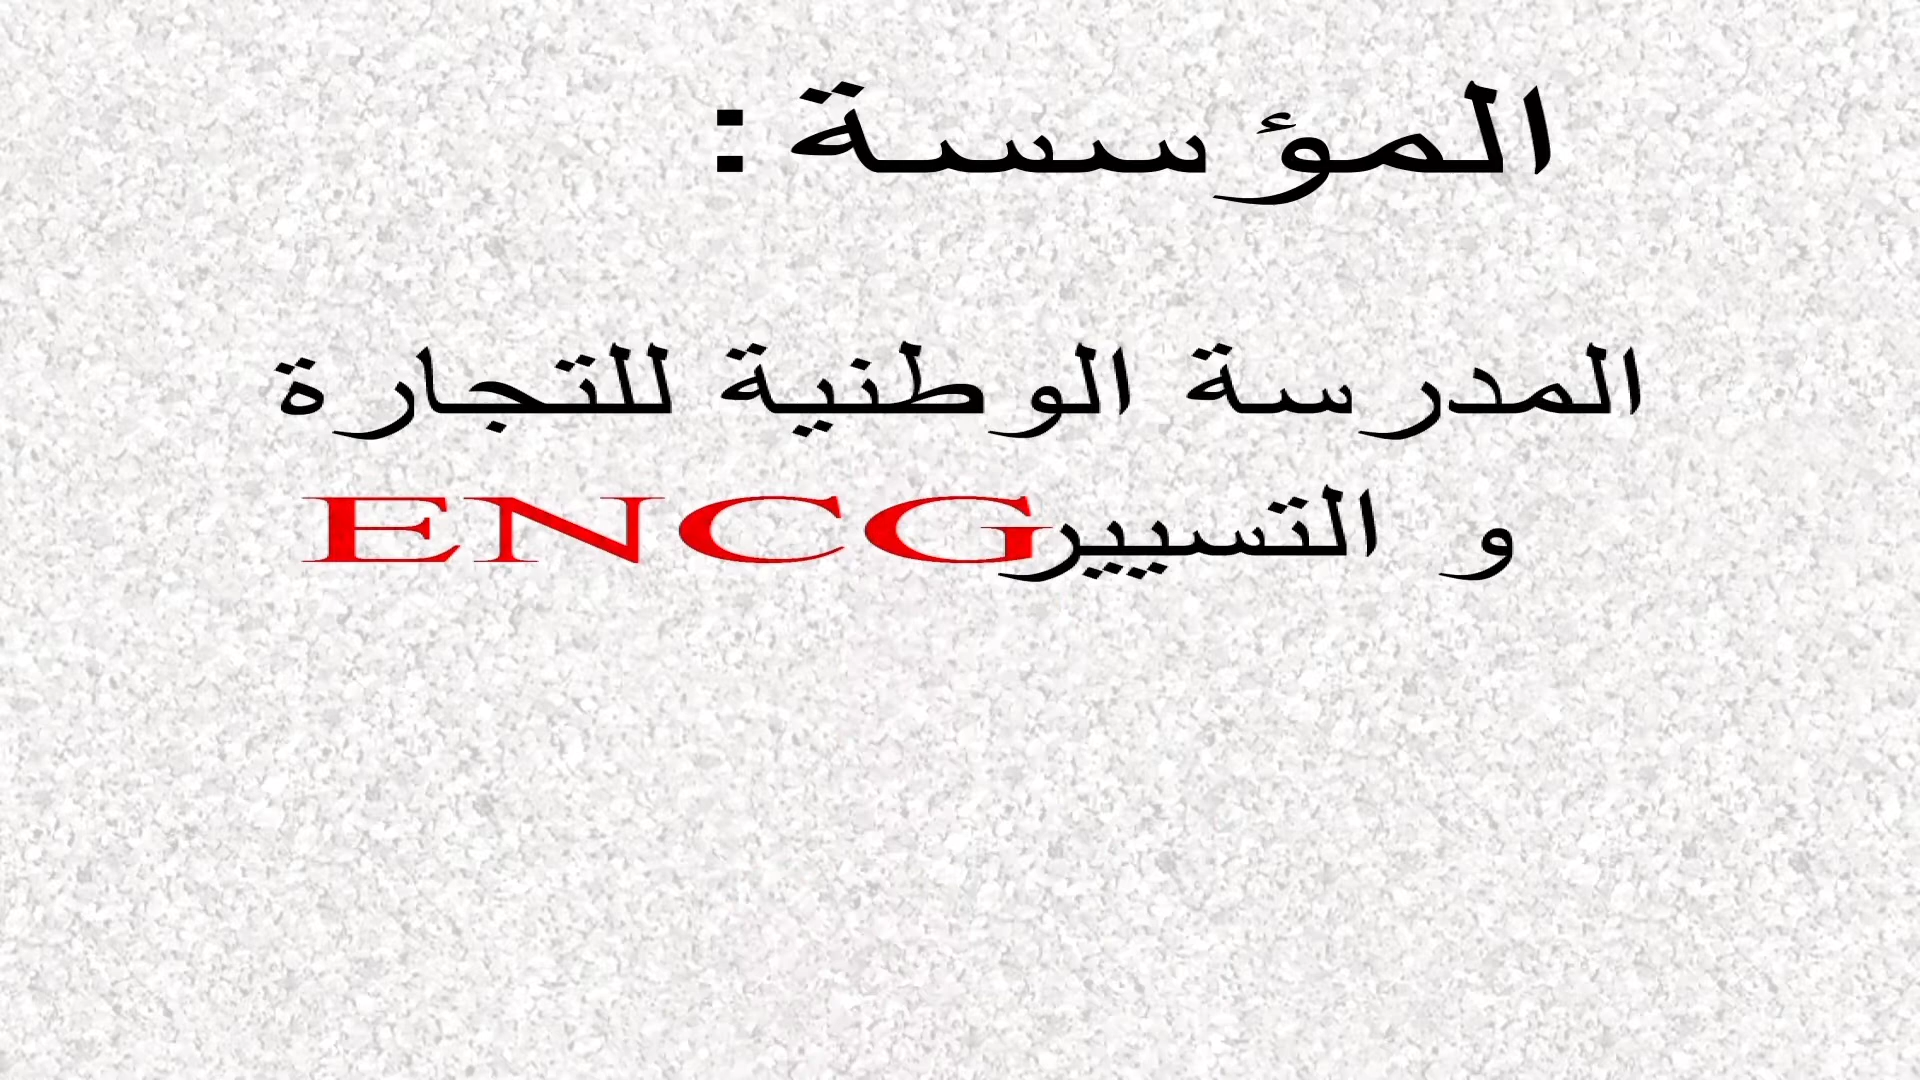 المؤسسة :
المدرسة الوطنية للتجارة
و التسيير ENCG